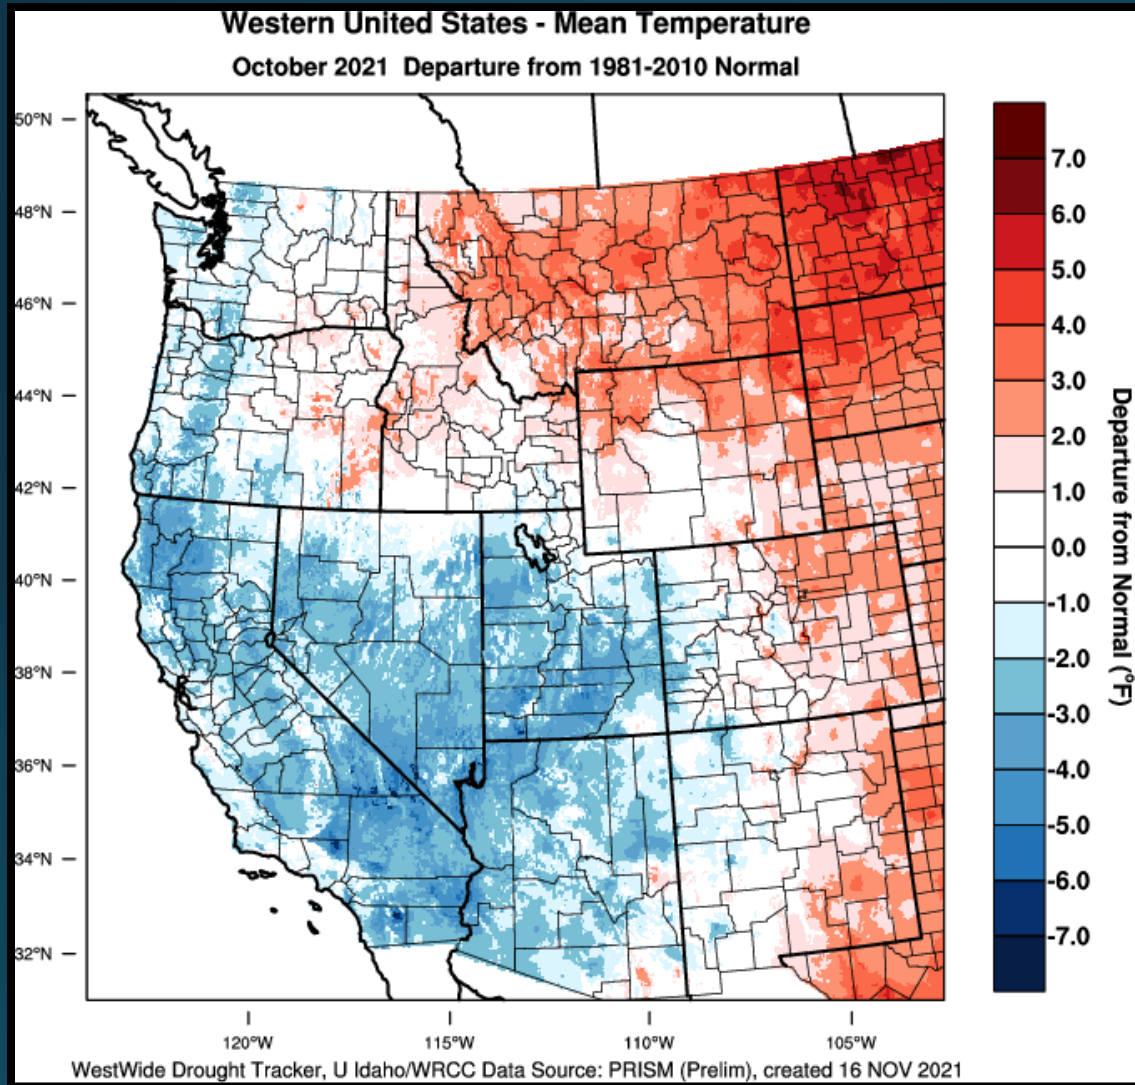 Western United States - Mean Temperature
October 2021 Departure from 1981-2010 Normal
50°N
48°N
46°N
44°N
42°N
40°N
38°N
36°N
34°N
32°N
120°W
115°W
110°W
105°W
7.0
6.0
5.0
4.0
3.0
2.0
1.0
0.0
-1.0
-2.0
-3.0
-4.0
-5.0
-6.0
-7.0
Departure from Normal (°F)
WestWide Drought Tracker, U Idaho/WRCC Data Source: PRISM (Prelim), created 16 NOV 2021